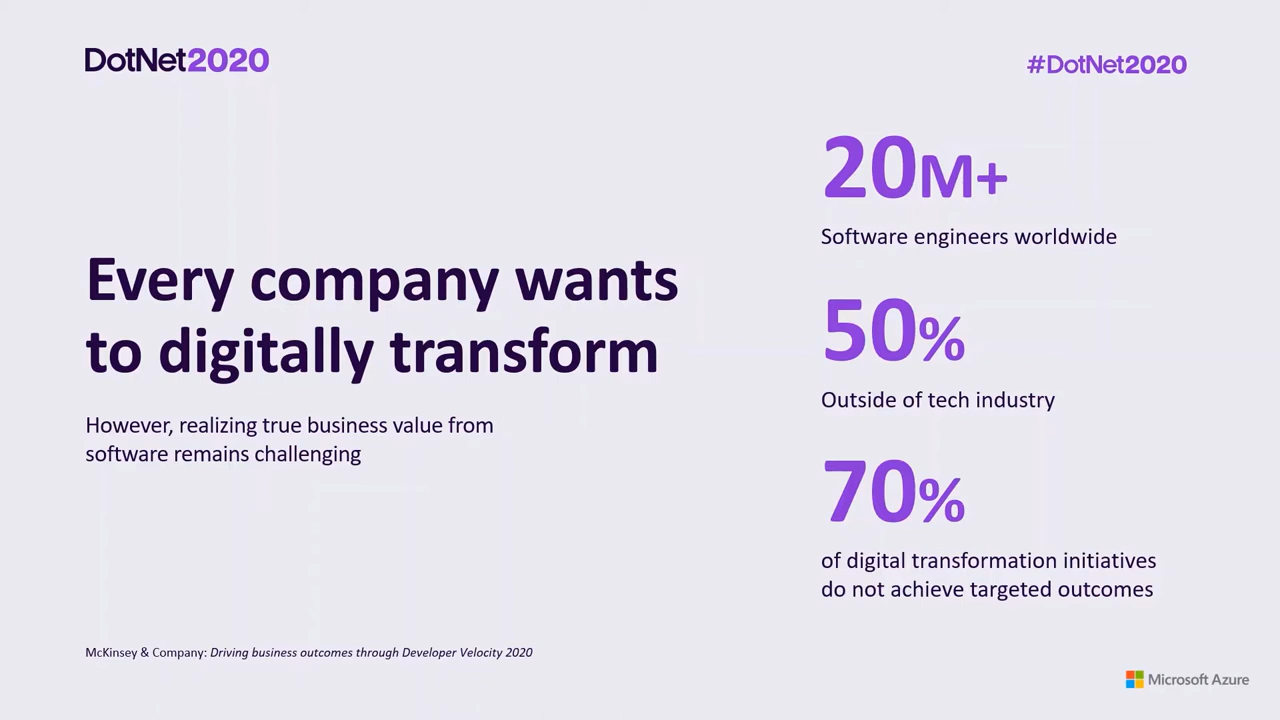 DotNet2020
#DotNet2020
Every company wants
to digitally transform
However, realizing true business value from
software remains challenging
20M+
Software engineers worldwide
50%
Outside of tech industry
70%
of digital transformation initiatives
do not achieve targeted outcomes
McKinsey & Company: Driving business outcomes through Developer Velocity 2020
Microsoft Azure